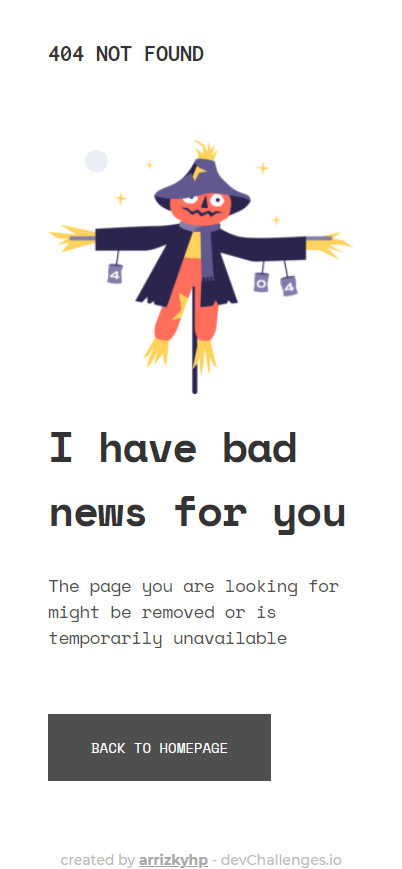 404 NOT FOUND
4
0
4
I have bad
news for you
The page you are looking for
might be removed or is
temporarily unavailable
BACK TO HOMEPAGE
created by arrizkyhp - devChallenges.io